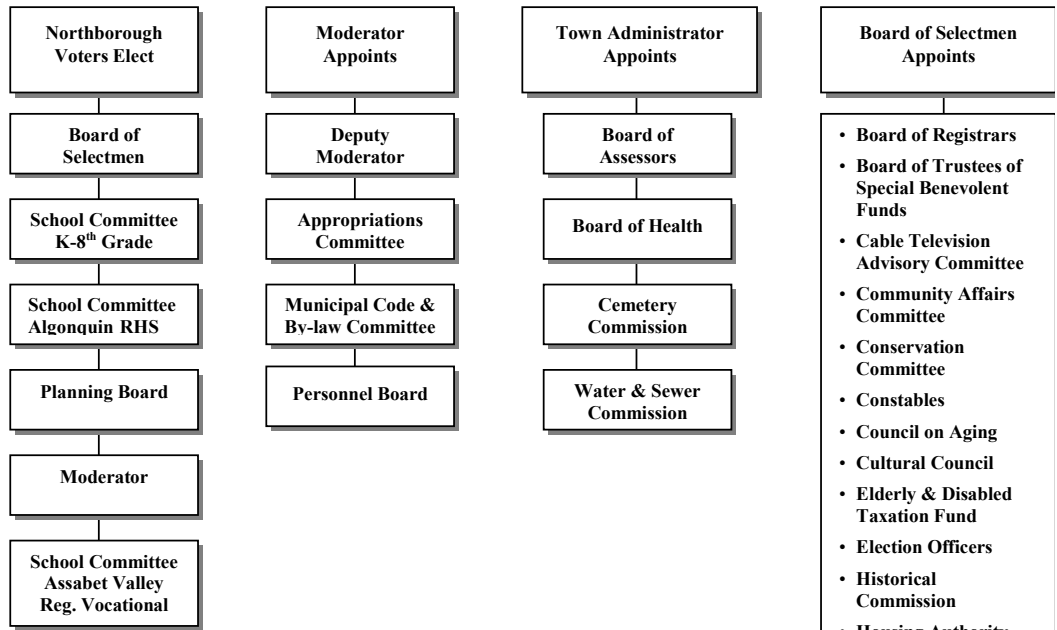 Northborough
Voters Elect
Board of
Selectmen
School Committee
K-8th Grade
School Committee
Algonquin RHS
Planning Board
Moderator
School Committee
Assabet Valley
Reg. Vocational
Moderator
Appoints
Deputy
Moderator
Appropriations
Committee
Municipal Code &
By-law Committee
Personnel Board
Town Administrator
Appoints
Board of
Assessors
Board of Health
Cemetery
Commission
Water & Sewer
Commission
Board of Selectmen
Appoints
• Board of Registrars
• Board of Trustees of
Special Benevolent
Funds
• Cable Television
Advisory Committee
• Community Affairs
Committee
• Conservation
Committee
• Constables
• Council on Aging
• Cultural Council
• Elderly & Disabled
Taxation Fund
• Election Officers
• Historical
Commission
• Housing Authority